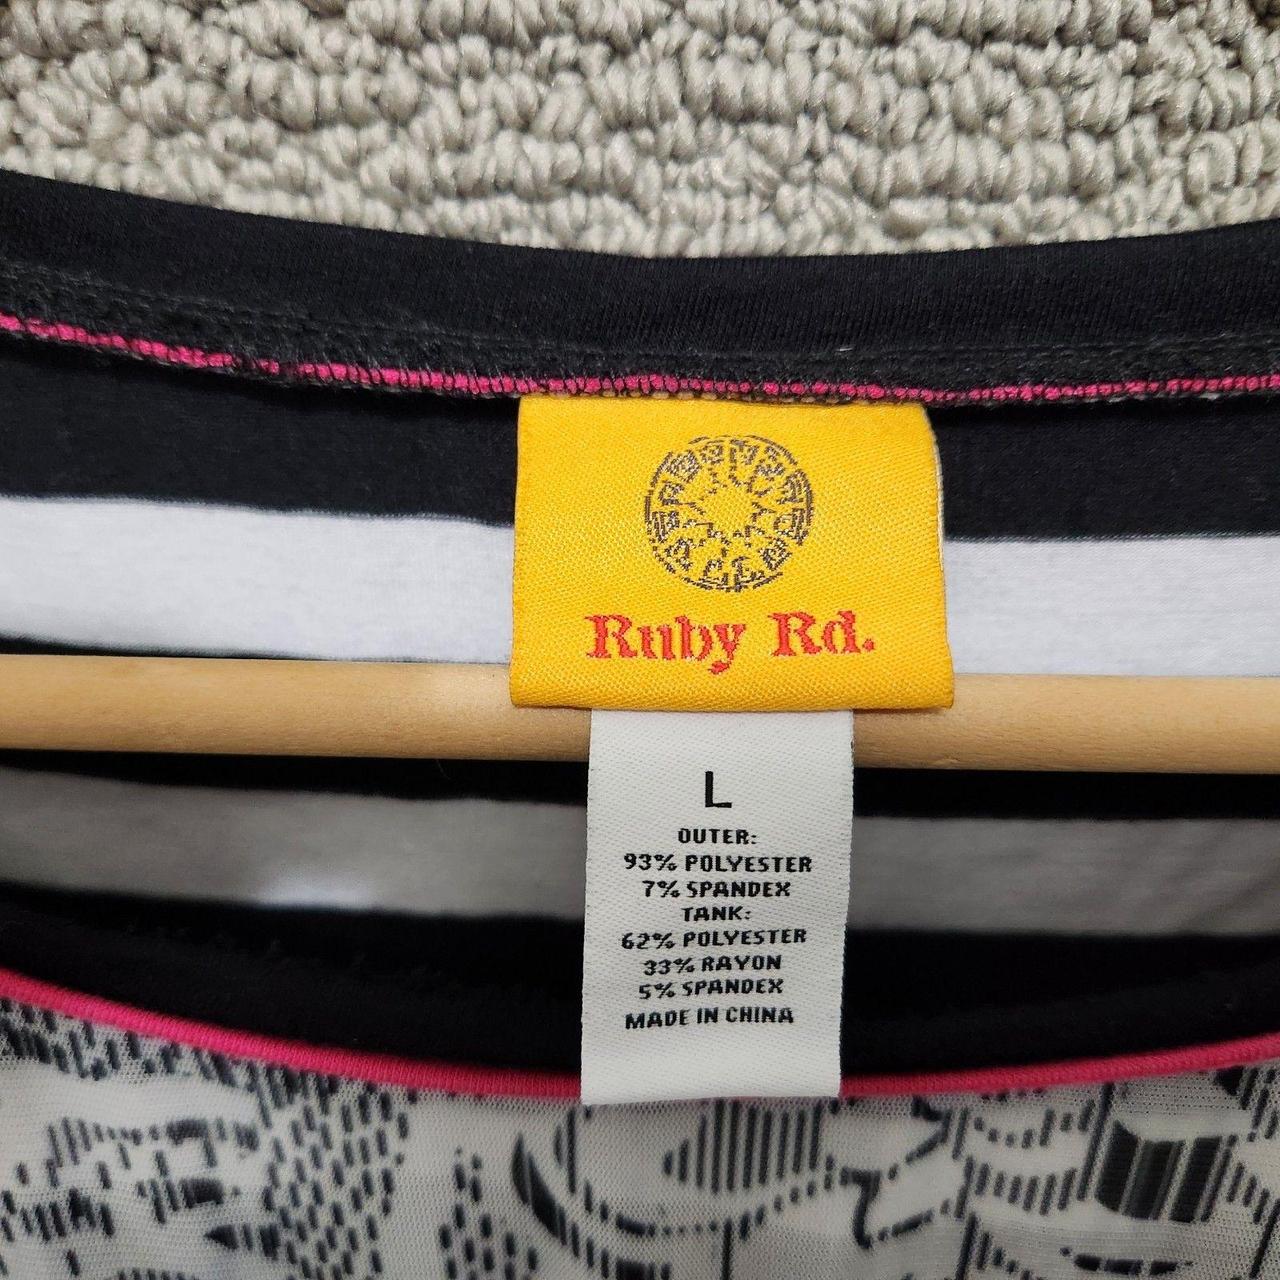 Ruby Rd.
L
OUTER:
93% POLYESTER
7% SPANDEX
TANK:
62% POLYESTER
33% RAYON
5% SPANDEX
MADE IN CHINA